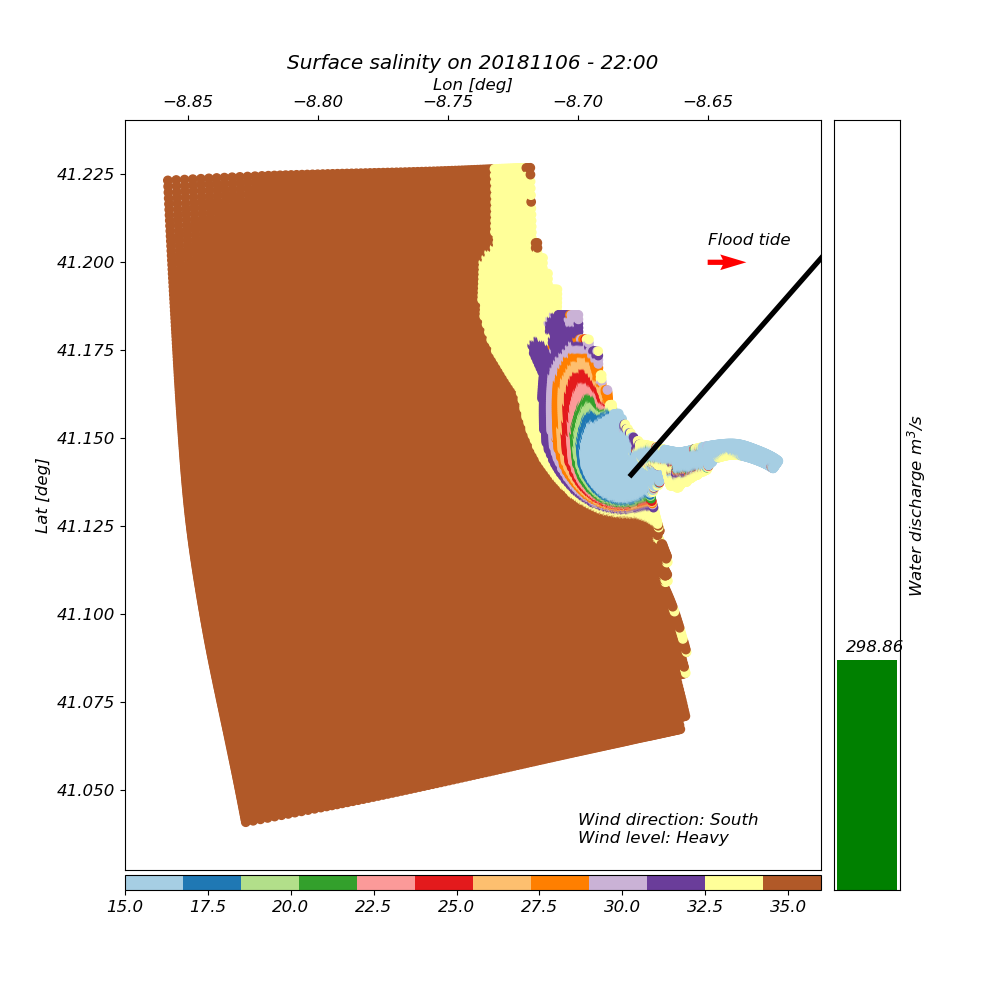 Surface salinity on 20181106 - 22:00
Lon [deg]
−8.85 −8.80 −8.75 −8.70 −8.65
41.225
41.200
41.175
41.150
41.125
41.100
41.075
41.050
Lat [deg]
Flood tide
Wind direction: South
Wind level: Heavy
298.86
Water discharge m³/s
15.0 17.5 20.0 22.5 25.0 27.5 30.0 32.5 35.0